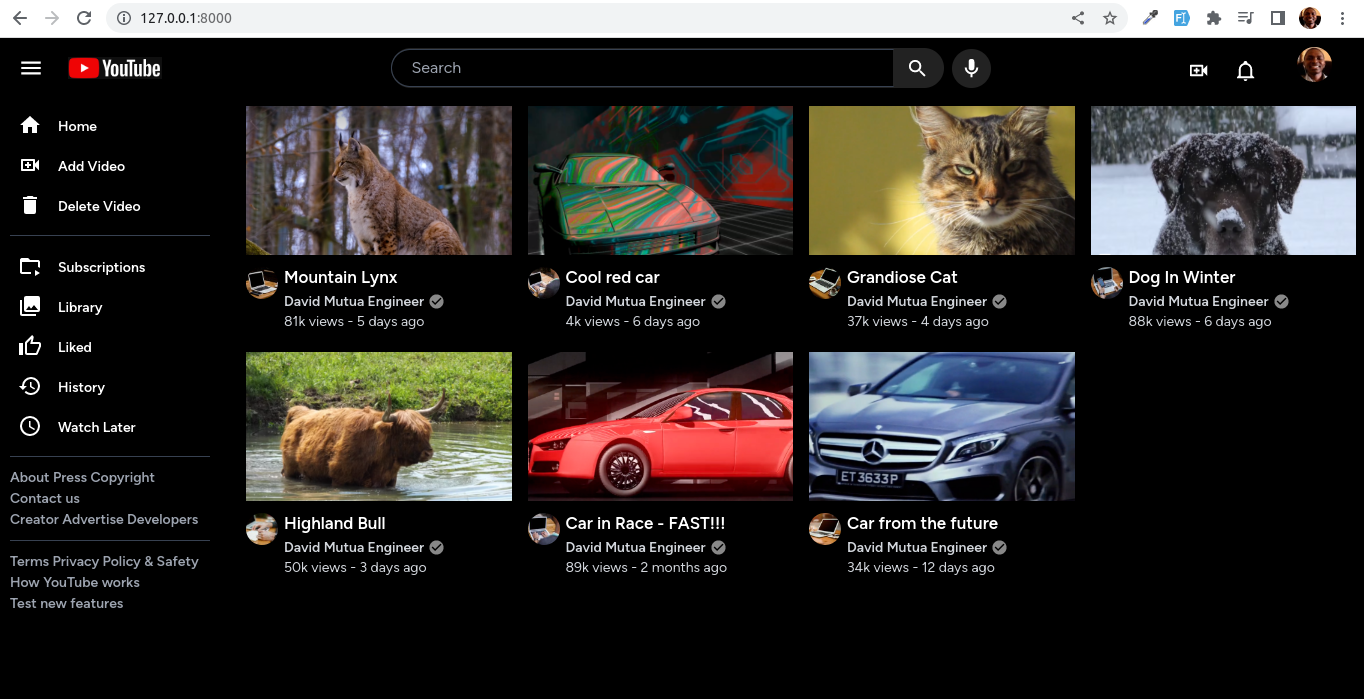 127.0.0.1:8000
YouTube
Search
Home
Add Video
Delete Video
Subscriptions
Library
Liked
History
Watch Later
About Press Copyright
Contact us
Creator Advertise Developers
Terms Privacy Policy & Safety
How YouTube works
Test new features
Mountain Lynx
David Mutua Engineer
81k views - 5 days ago
Cool red car
David Mutua Engineer
4k views - 6 days ago
Grandiose Cat
David Mutua Engineer
37k views - 4 days ago
Dog In Winter
David Mutua Engineer
88k views - 6 days ago
Highland Bull
David Mutua Engineer
50k views - 3 days ago
Car in Race - FAST!!!
David Mutua Engineer
89k views - 2 months ago
ET3633P
Car from the future
David Mutua Engineer
34k views - 12 days ago